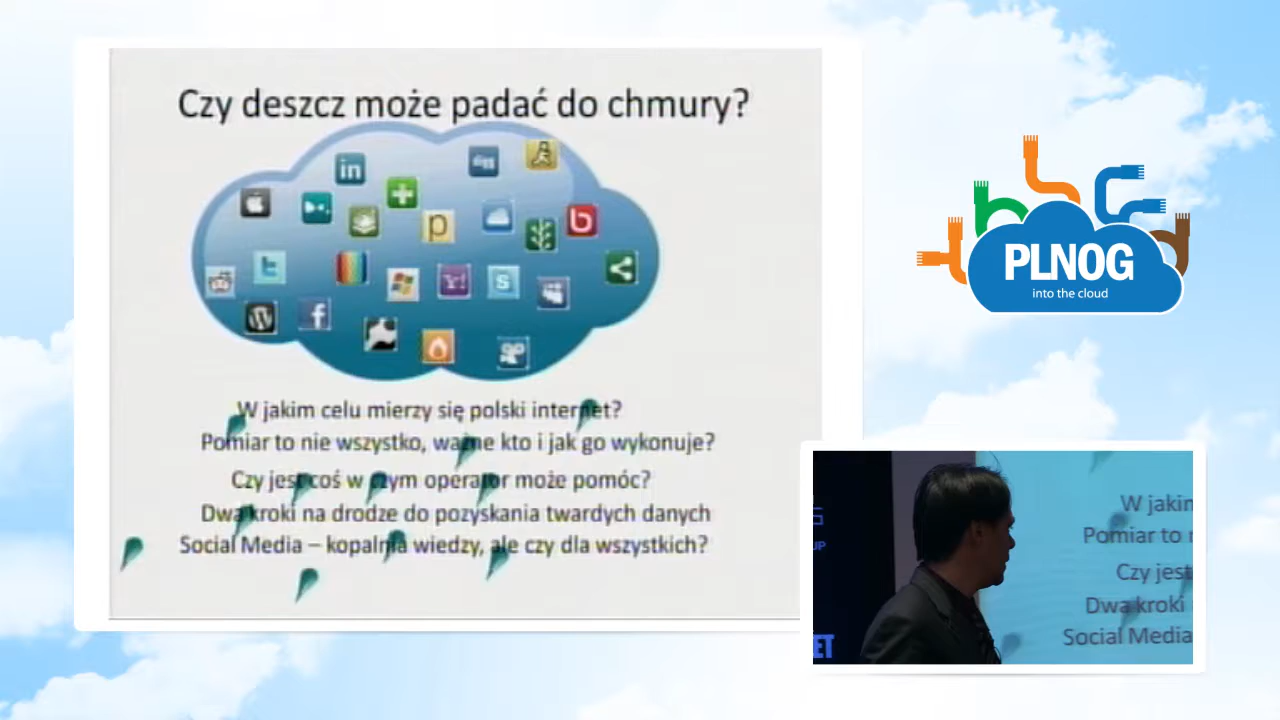 Czy deszcz może padać do chmury?
in
p
b
Y!
S
W jakim celu mierzy się polski internet?
Pomiar to nie wszystko, ważne kto i jak go wykonuje?
Czy jest coś w czym operator może pomóc?
Dwa kroki na drodze do pozyskania twardych danych
Social Media – kopalnia wiedzy, ale czy dla wszystkich?
PLNOG
into the cloud
W jakim
Pomiar to
Czy jest
Dwa kroki
Social Media
UP
ET